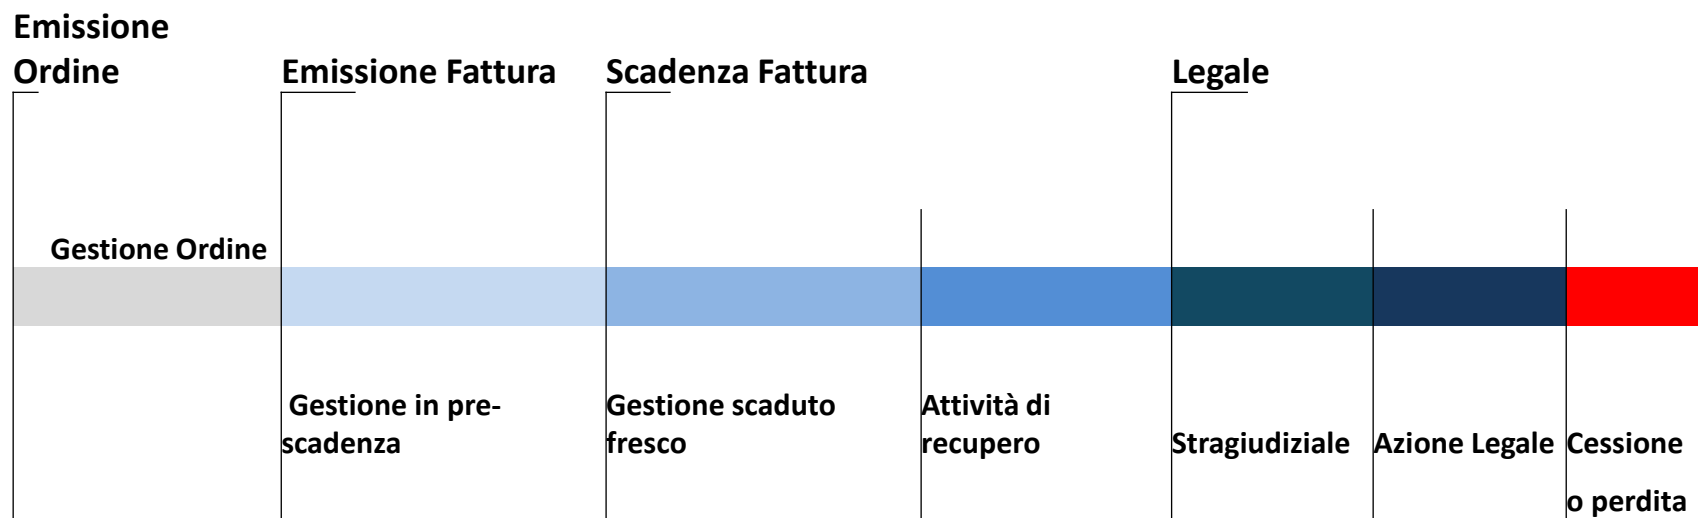 Emissione
Ordine
Emissione Fattura
Scadenza Fattura
Legale
Gestione Ordine
Gestione in pre-
scadenza
Gestione scaduto
fresco
Attività di
recupero
Stragiudiziale
Azione Legale
Cessione
o perdita